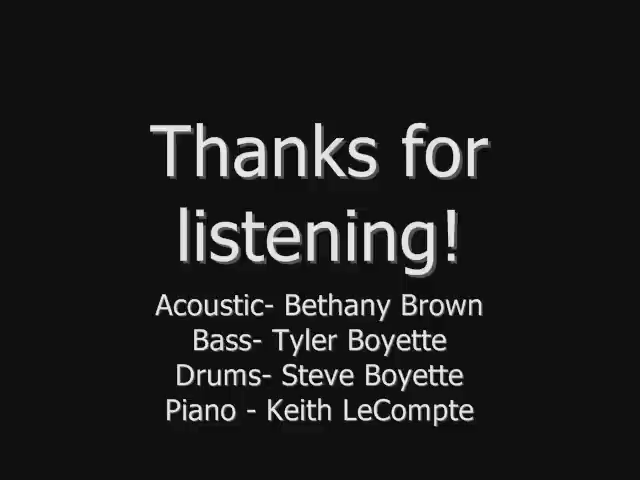 Thanks for
listening!
Acoustic- Bethany Brown
Bass- Tyler Boyette
Drums- Steve Boyette
Piano - Keith LeCompte